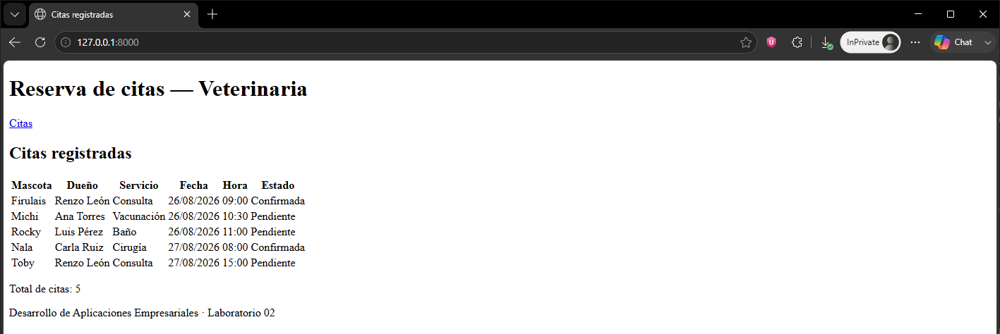 Citas registradas
127.0.0.1:8000
InPrivate
Chat
Reserva de citas — Veterinaria
Citas
Citas registradas
Mascota Dueño Servicio Fecha Hora Estado
Firulais Renzo León Consulta 26/08/2026 09:00 Confirmada
Michi Ana Torres Vacunación 26/08/2026 10:30 Pendiente
Rocky Luis Pérez Baño 26/08/2026 11:00 Pendiente
Nala Carla Ruiz Cirugía 27/08/2026 08:00 Confirmada
Toby Renzo León Consulta 27/08/2026 15:00 Pendiente
Total de citas: 5
Desarrollo de Aplicaciones Empresariales · Laboratorio 02